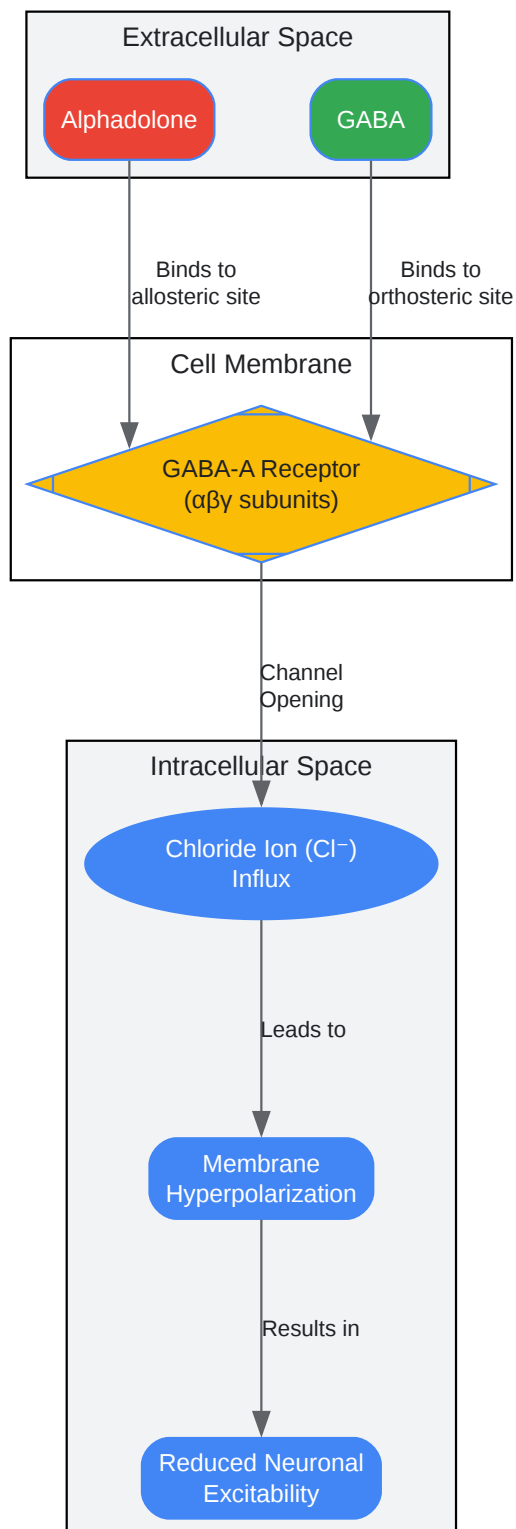 Extracellular Space
Alphadolone
GABA
Binds to
allosteric site
Binds to
orthosteric site
Cell Membrane
GABA-A Receptor
(αβγ subunits)
Channel
Opening
Intracellular Space
Chloride Ion (Cl⁻)
Influx
Leads to
Membrane
Hyperpolarization
Results in
Reduced Neuronal
Excitability